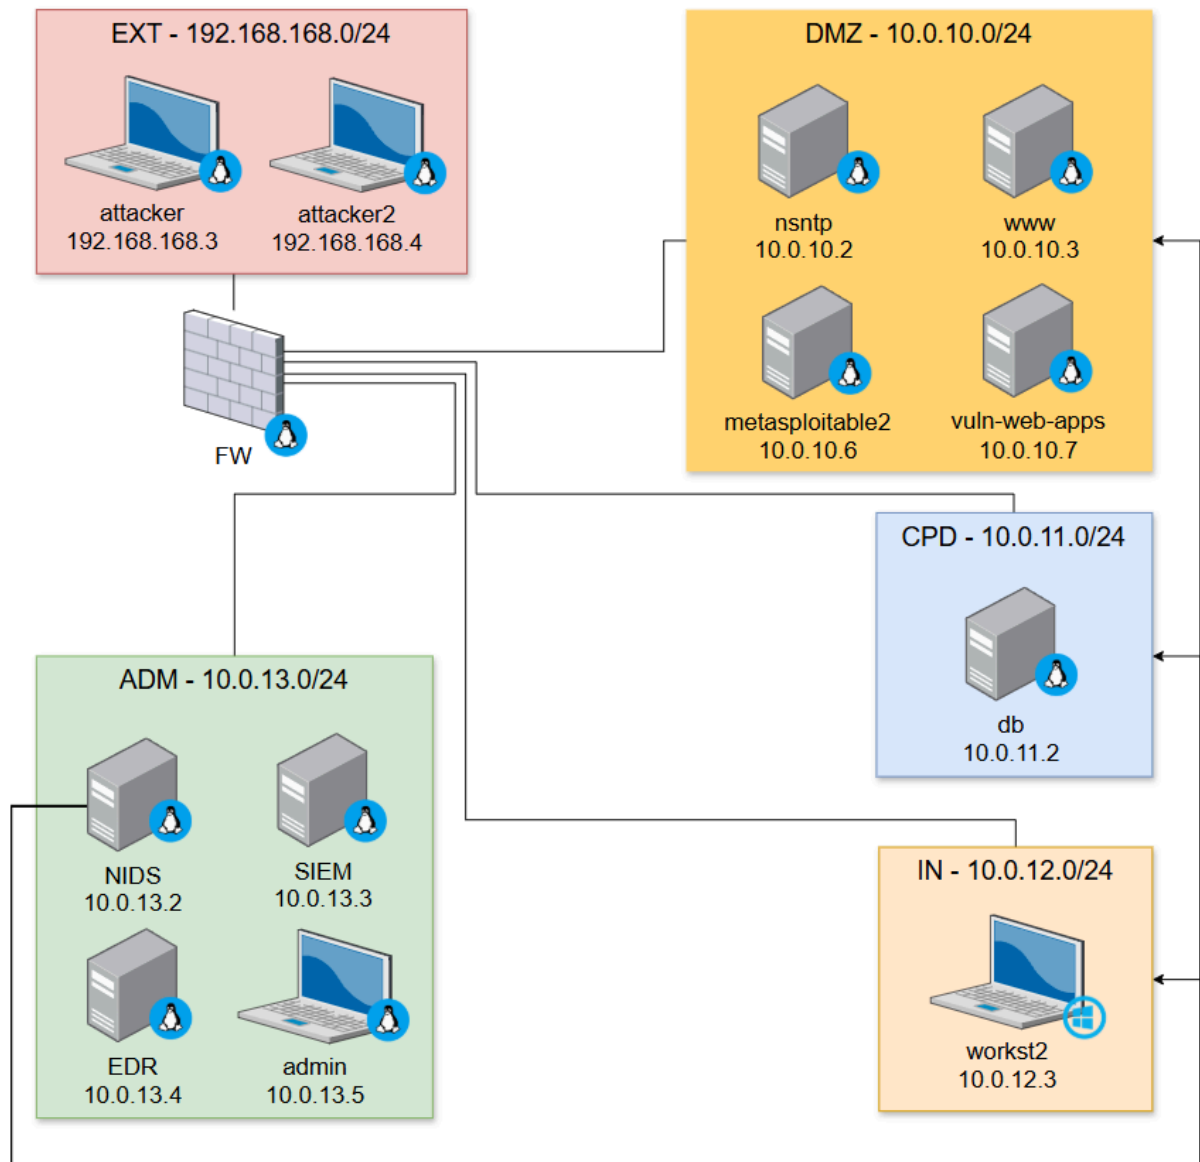 EXT - 192.168.168.0/24
attacker
192.168.168.3
attacker2
192.168.168.4
FW
DMZ - 10.0.10.0/24
nsntp
10.0.10.2
www
10.0.10.3
metasploitable2
10.0.10.6
vuln-web-apps
10.0.10.7
CPD - 10.0.11.0/24
db
10.0.11.2
ADM - 10.0.13.0/24
NIDS
10.0.13.2
SIEM
10.0.13.3
EDR
10.0.13.4
admin
10.0.13.5
IN - 10.0.12.0/24
workst2
10.0.12.3